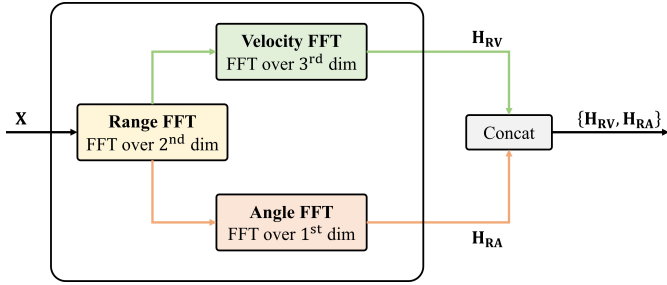 Velocity FFT
FFT over 3rd dim
H_RV
X
Range FFT
FFT over 2nd dim
Concat
{H_RV, H_RA}
Angle FFT
FFT over 1st dim
H_RA